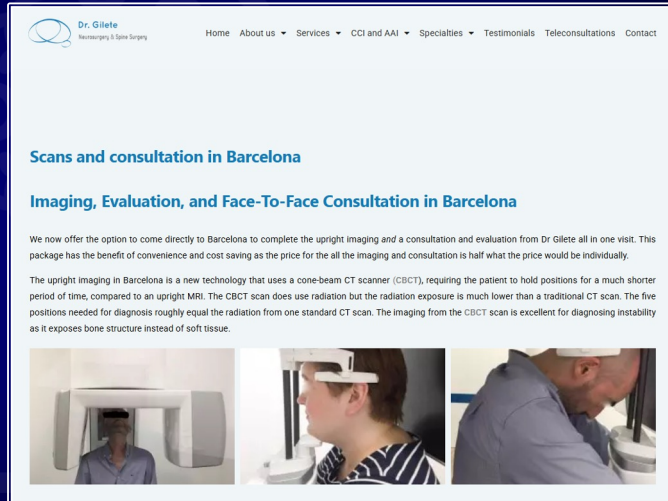 Dr. Gilete
Neurosurgery & Spine Surgery
Home About us Services CCI and AAI Specialties Testimonials Teleconsultations Contact
Scans and consultation in Barcelona
Imaging, Evaluation, and Face-To-Face Consultation in Barcelona
We now offer the option to come directly to Barcelona to complete the upright imaging and a consultation and evaluation from Dr Gilete all in one visit. This
package has the benefit of convenience and cost saving as the price for the all the imaging and consultation is half what the price would be individually.
The upright imaging in Barcelona is a new technology that uses a cone-beam CT scanner (CBCT), requiring the patient to hold positions for a much shorter
period of time, compared to an upright MRI. The CBCT scan does use radiation but the radiation exposure is much lower than a traditional CT scan. The five
positions needed for diagnosis roughly equal the radiation from one standard CT scan. The imaging from the CBCT scan is excellent for diagnosing instability
as it exposes bone structure instead of soft tissue.